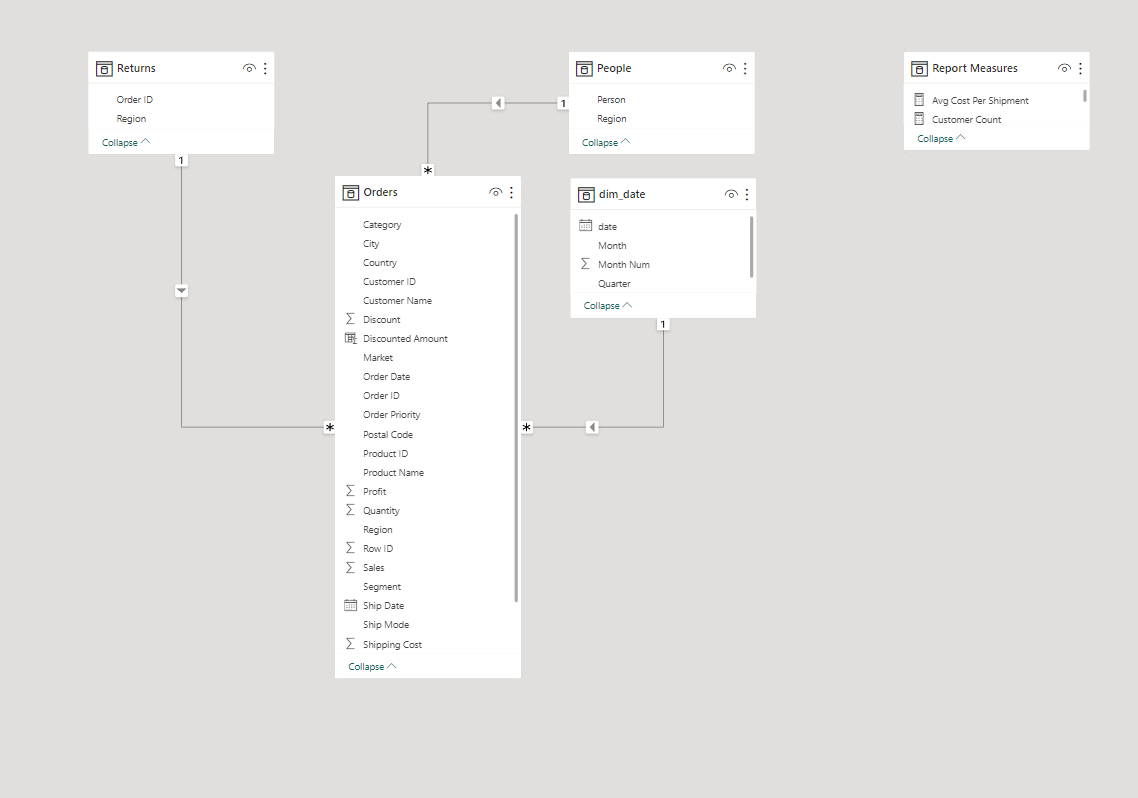 Returns
Order ID
Region
Collapse
1
People
Person
Region
Collapse
1
*
Report Measures
Avg Cost Per Shipment
Customer Count
Collapse
Orders
Category
City
Country
Customer ID
Customer Name
Discount
Discounted Amount
Market
Order Date
Order ID
Order Priority
Postal Code
Product ID
Product Name
Profit
Quantity
Region
Row ID
Sales
Segment
Ship Date
Ship Mode
Shipping Cost
Collapse
*
*
dim_date
date
Month
Month Num
Quarter
Collapse
1